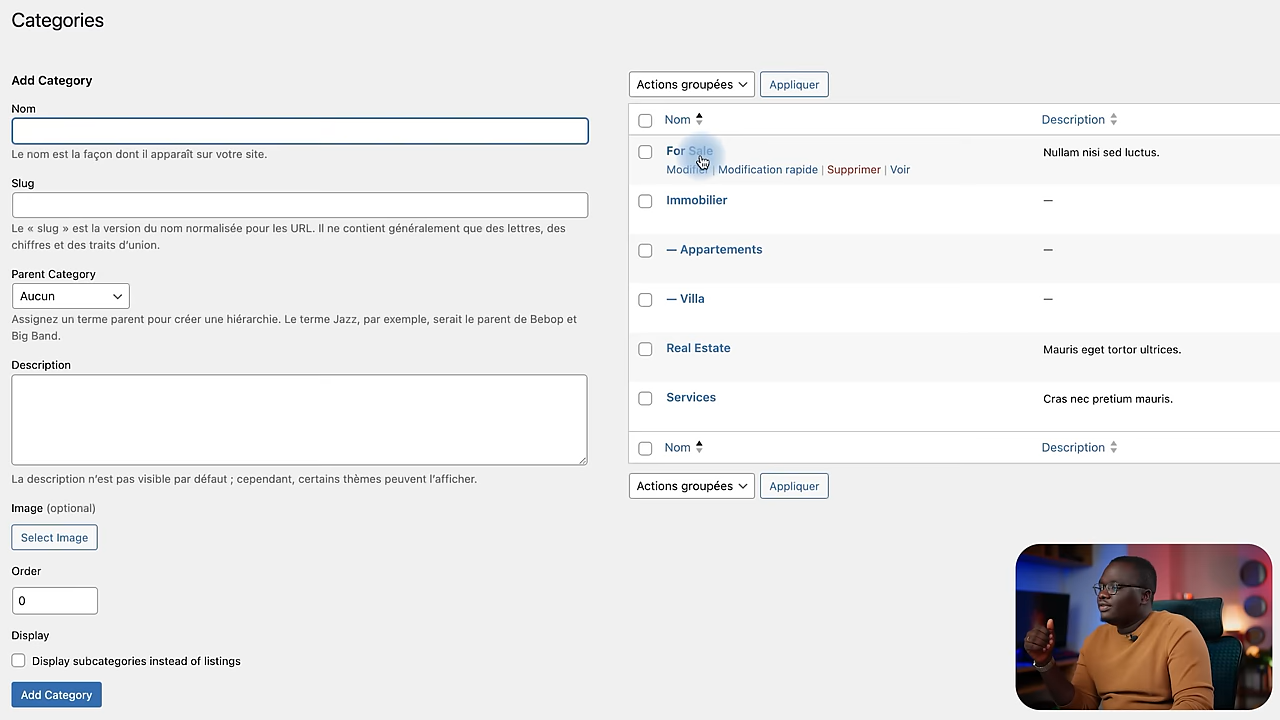 Categories
Add Category
Nom
Le nom est la façon dont il apparaît sur votre site.
Slug
Le « slug » est la version du nom normalisée pour les URL. Il ne contient généralement que des lettres, des
chiffres et des traits d’union.
Parent Category
Aucun
Assignez un terme parent pour créer une hiérarchie. Le terme Jazz, par exemple, serait le parent de Bebop et
Big Band.
Description
La description n’est pas visible par défaut ; cependant, certains thèmes peuvent l’afficher.
Image (optional)
Select Image
Order
0
Display
Display subcategories instead of listings
Add Category
Actions groupées
Appliquer
Nom
Description
For Sale
Nullam nisi sed luctus.
Modifier | Modification rapide | Supprimer | Voir
Immobilier
—
— Appartements
—
— Villa
—
Real Estate
Mauris eget tortor ultrices.
Services
Cras nec pretium mauris.
Nom
Description
Actions groupées
Appliquer